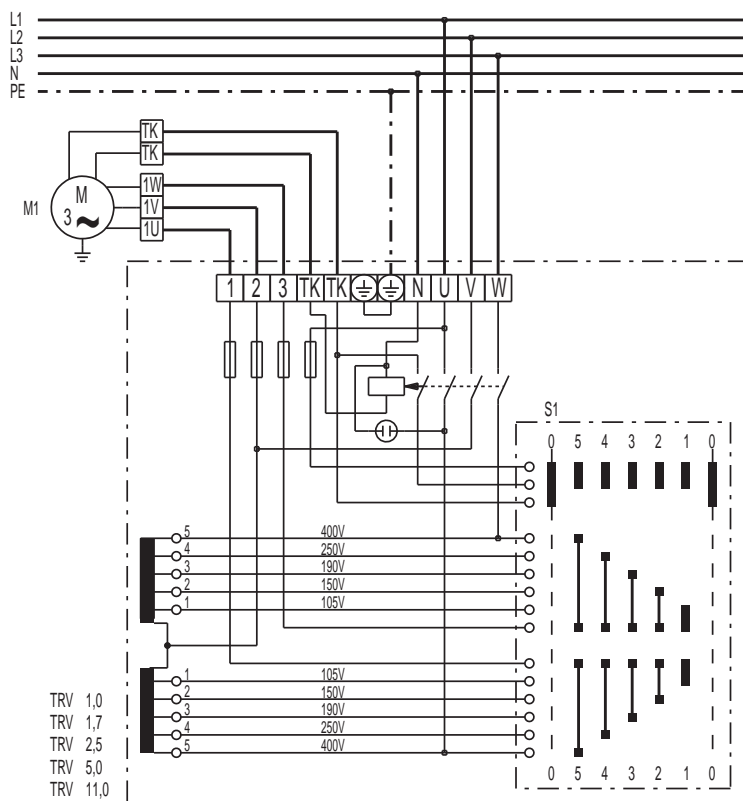 L1
L2
L3
N
PE
TK
TK
1W
1V
1U
M1
M
3
1 2 3 TK TK N U V W
S1
0 5 4 3 2 1 0
5 400V
4 250V
3 190V
2 150V
1 105V
1 105V
2 150V
3 190V
4 250V
5 400V
0 5 4 3 2 1 0
TRV 1,0
TRV 1,7
TRV 2,5
TRV 5,0
TRV 11,0